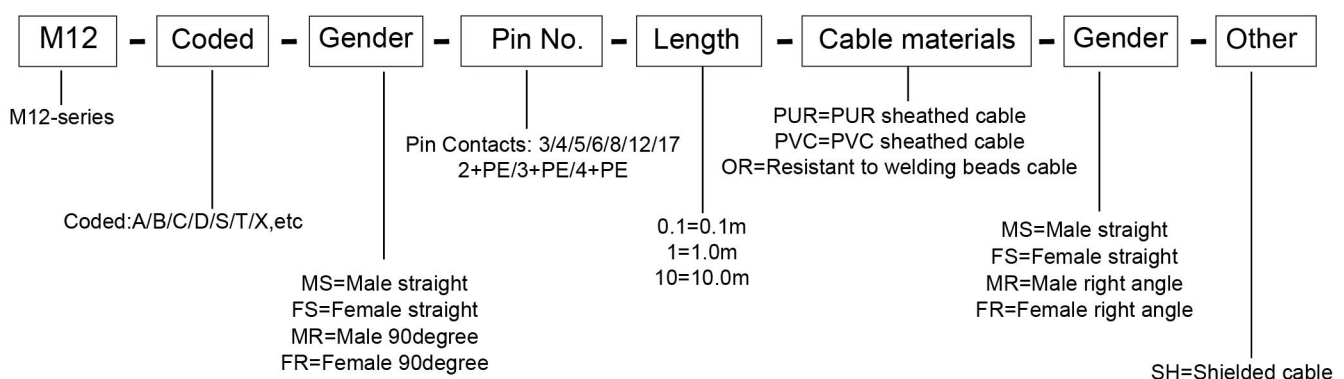 M12 - Coded - Gender - Pin No. - Length - Cable materials - Gender - Other
M12-series
Coded:A/B/C/D/S/T/X,etc
MS=Male straight
FS=Female straight
MR=Male 90degree
FR=Female 90degree
Pin Contacts: 3/4/5/6/8/12/17
2+PE/3+PE/4+PE
0.1=0.1m
1=1.0m
10=10.0m
PUR=PUR sheathed cable
PVC=PVC sheathed cable
OR=Resistant to welding beads cable
MS=Male straight
FS=Female straight
MR=Male right angle
FR=Female right angle
SH=Shielded cable